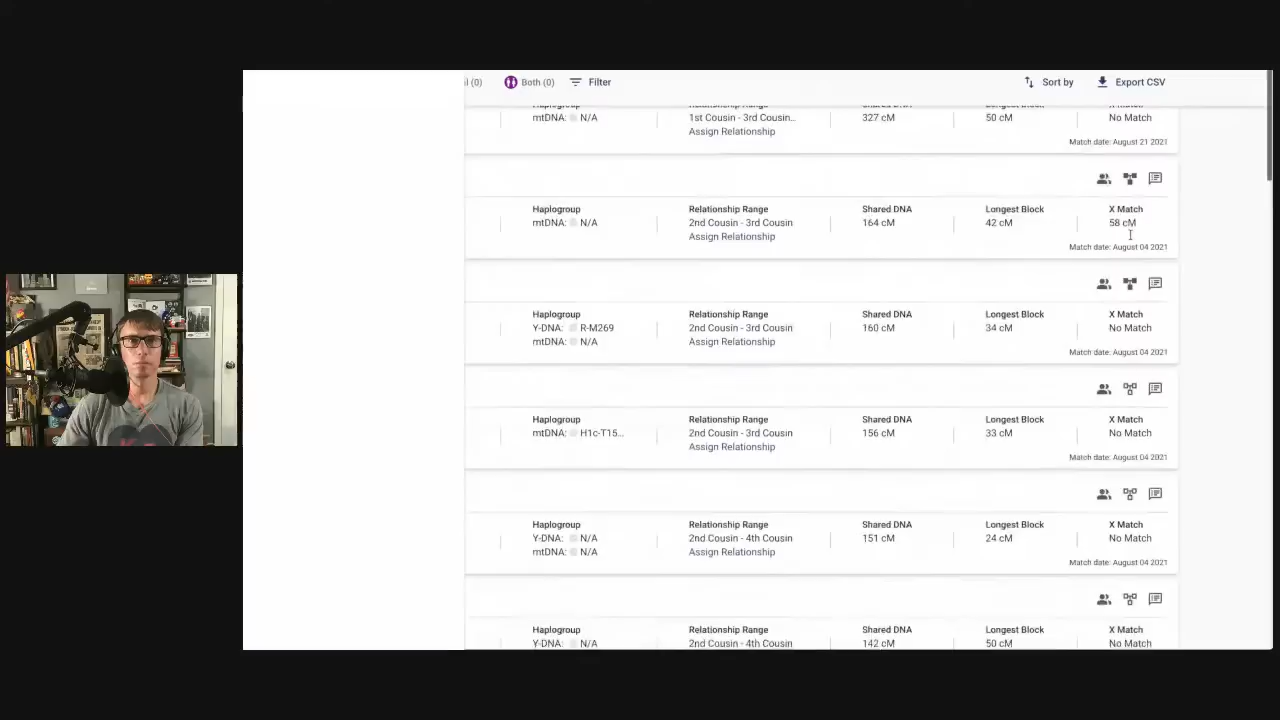 l (0) Both (0) Filter Sort by Export CSV
Haplogroup Relationship Range Shared DNA Longest Block X Match
mtDNA: N/A 1st Cousin - 3rd Cousin... 327 cM 50 cM No Match
Assign Relationship
Match date: August 21 2021
Haplogroup Relationship Range Shared DNA Longest Block X Match
mtDNA: N/A 2nd Cousin - 3rd Cousin 164 cM 42 cM 58 cM
Assign Relationship
Match date: August 04 2021
Haplogroup Relationship Range Shared DNA Longest Block X Match
Y-DNA: R-M269 2nd Cousin - 3rd Cousin 160 cM 34 cM No Match
mtDNA: N/A Assign Relationship
Match date: August 04 2021
Haplogroup Relationship Range Shared DNA Longest Block X Match
mtDNA: H1c-T15... 2nd Cousin - 3rd Cousin 156 cM 33 cM No Match
Assign Relationship
Match date: August 04 2021
Haplogroup Relationship Range Shared DNA Longest Block X Match
Y-DNA: N/A 2nd Cousin - 4th Cousin 151 cM 24 cM No Match
mtDNA: N/A Assign Relationship
Match date: August 04 2021
Haplogroup Relationship Range Shared DNA Longest Block X Match
Y-DNA: N/A 2nd Cousin - 4th Cousin 142 cM 50 cM No Match